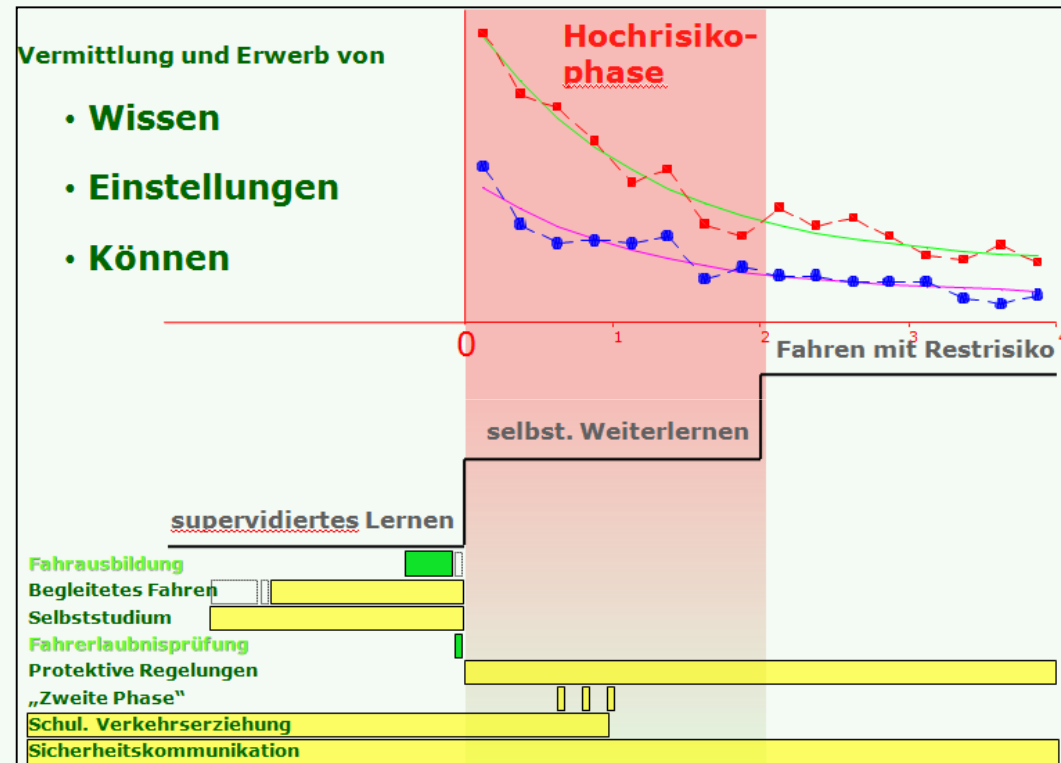 Vermittlung und Erwerb von
• Wissen
• Einstellungen
• Können
Hochrisiko-
phase
0 1 2 3 4
Fahren mit Restrisiko
selbst. Weiterlernen
supervidiertes Lernen
Fahrausbildung
Begleitetes Fahren
Selbststudium
Fahrerlaubnisprüfung
Protektive Regelungen
„Zweite Phase“
Schul. Verkehrserziehung
Sicherheitskommunikation